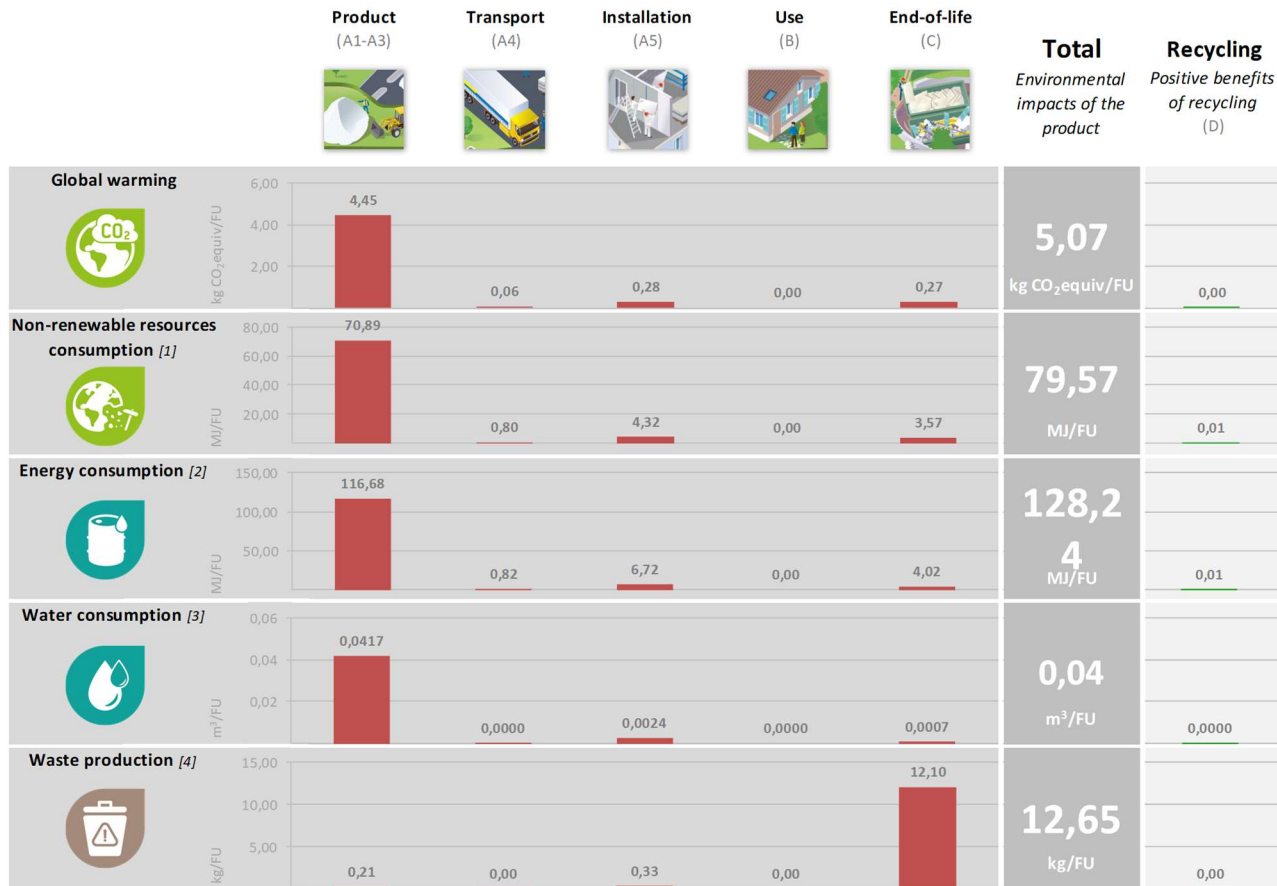 Product
(A1-A3)
Transport
(A4)
Installation
(A5)
Use
(B)
End-of-life
(C)
Total
Environmental
impacts of the
product
Recycling
Positive benefits
of recycling
(D)
Global warming
CO₂
kg CO₂equiv/FU
6,00
4,00
2,00
4,45
0,06
0,28
0,00
0,27
5,07
kg CO₂equiv/FU
0,00
Non-renewable resources
consumption [1]
MJ/FU
80,00
60,00
40,00
20,00
70,89
0,80
4,32
0,00
3,57
79,57
MJ/FU
0,01
Energy consumption [2]
MJ/FU
150,00
100,00
50,00
116,68
0,82
6,72
0,00
4,02
128,2
4
MJ/FU
0,01
Water consumption [3]
m³/FU
0,06
0,04
0,02
0,0417
0,0000
0,0024
0,0000
0,0007
0,04
m³/FU
0,0000
Waste production [4]
kg/FU
15,00
10,00
5,00
0,21
0,00
0,33
0,00
12,10
12,65
kg/FU
0,00